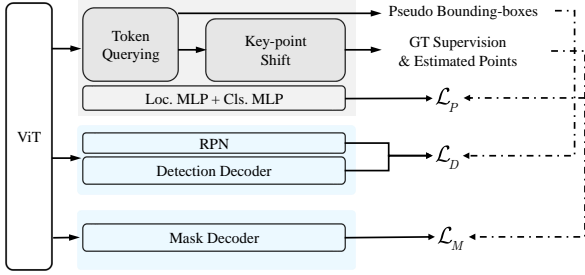 ViT
Token
Querying
Key-point
Shift
Pseudo Bounding-boxes
GT Supervision
& Estimated Points
Loc. MLP + Cls. MLP
ℒ_P
RPN
Detection Decoder
ℒ_D
Mask Decoder
ℒ_M